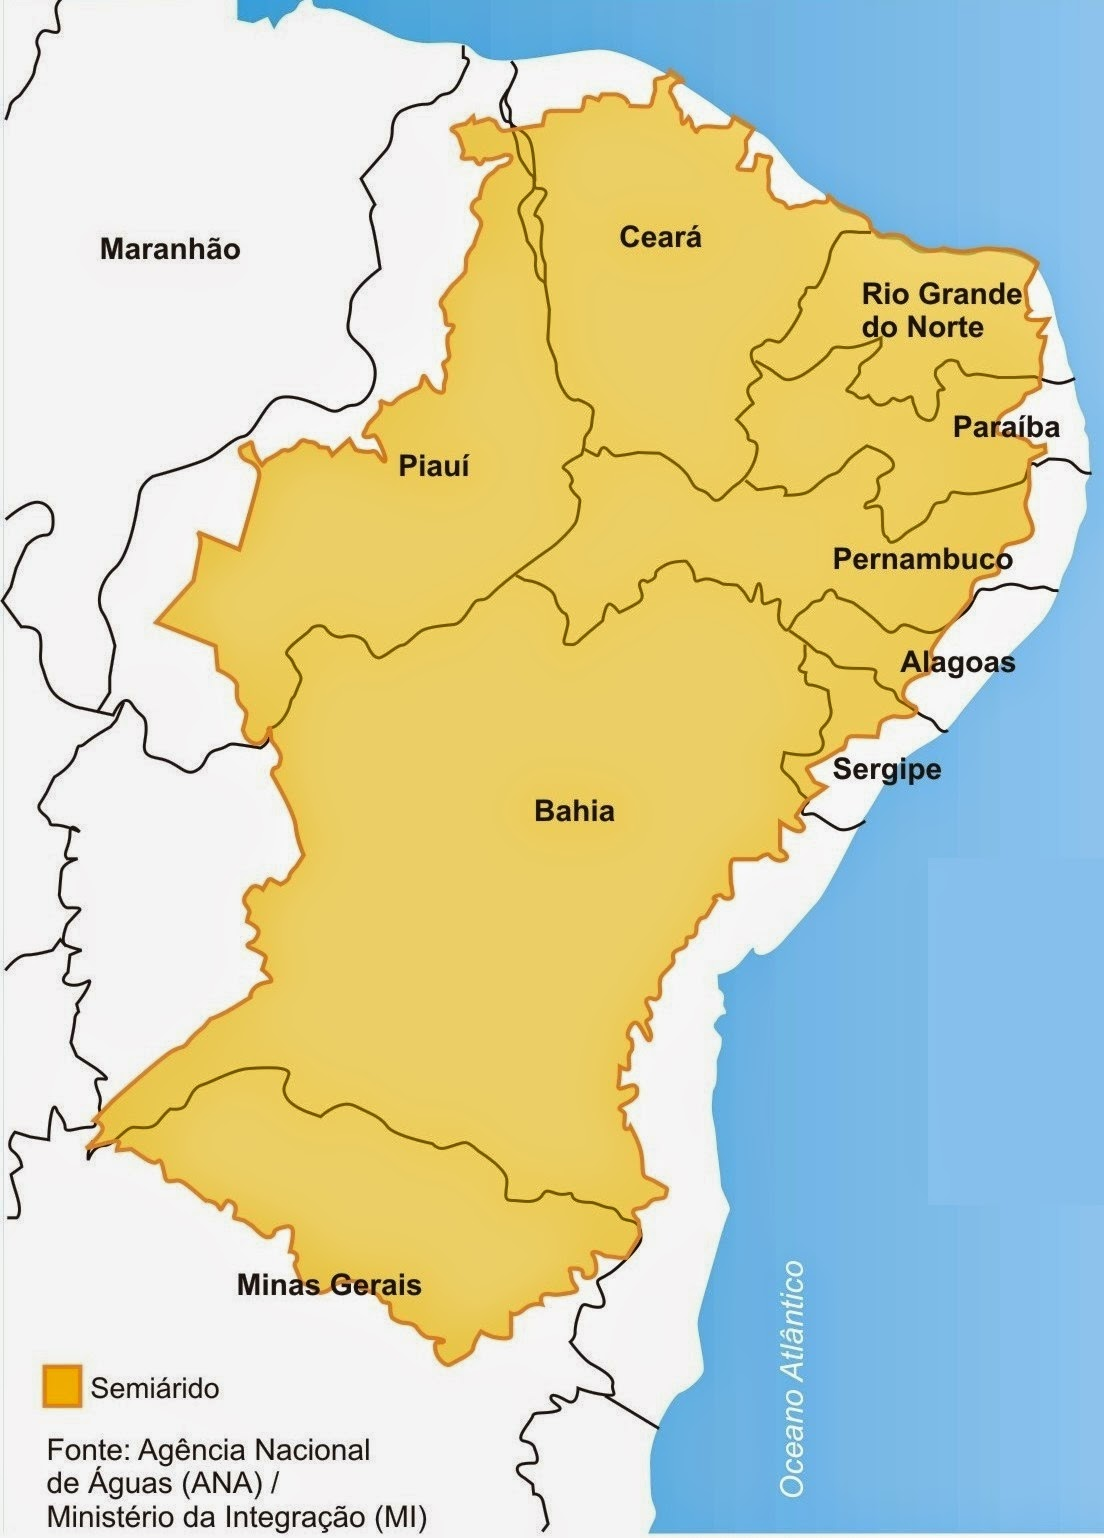 Maranhão
Ceará
Rio Grande
do Norte
Paraíba
Piauí
Pernambuco
Alagoas
Sergipe
Bahia
Minas Gerais
Oceano Atlântico
Semiárido
Fonte: Agência Nacional
de Águas (ANA) /
Ministério da Integração (MI)